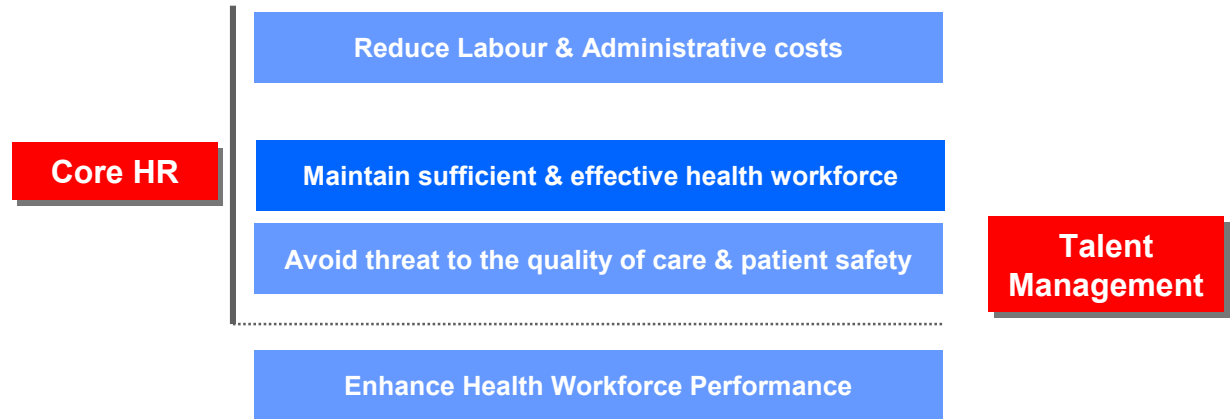 Reduce Labour & Administrative costs
Core HR
Maintain sufficient & effective health workforce
Avoid threat to the quality of care & patient safety
Talent
Management
Enhance Health Workforce Performance